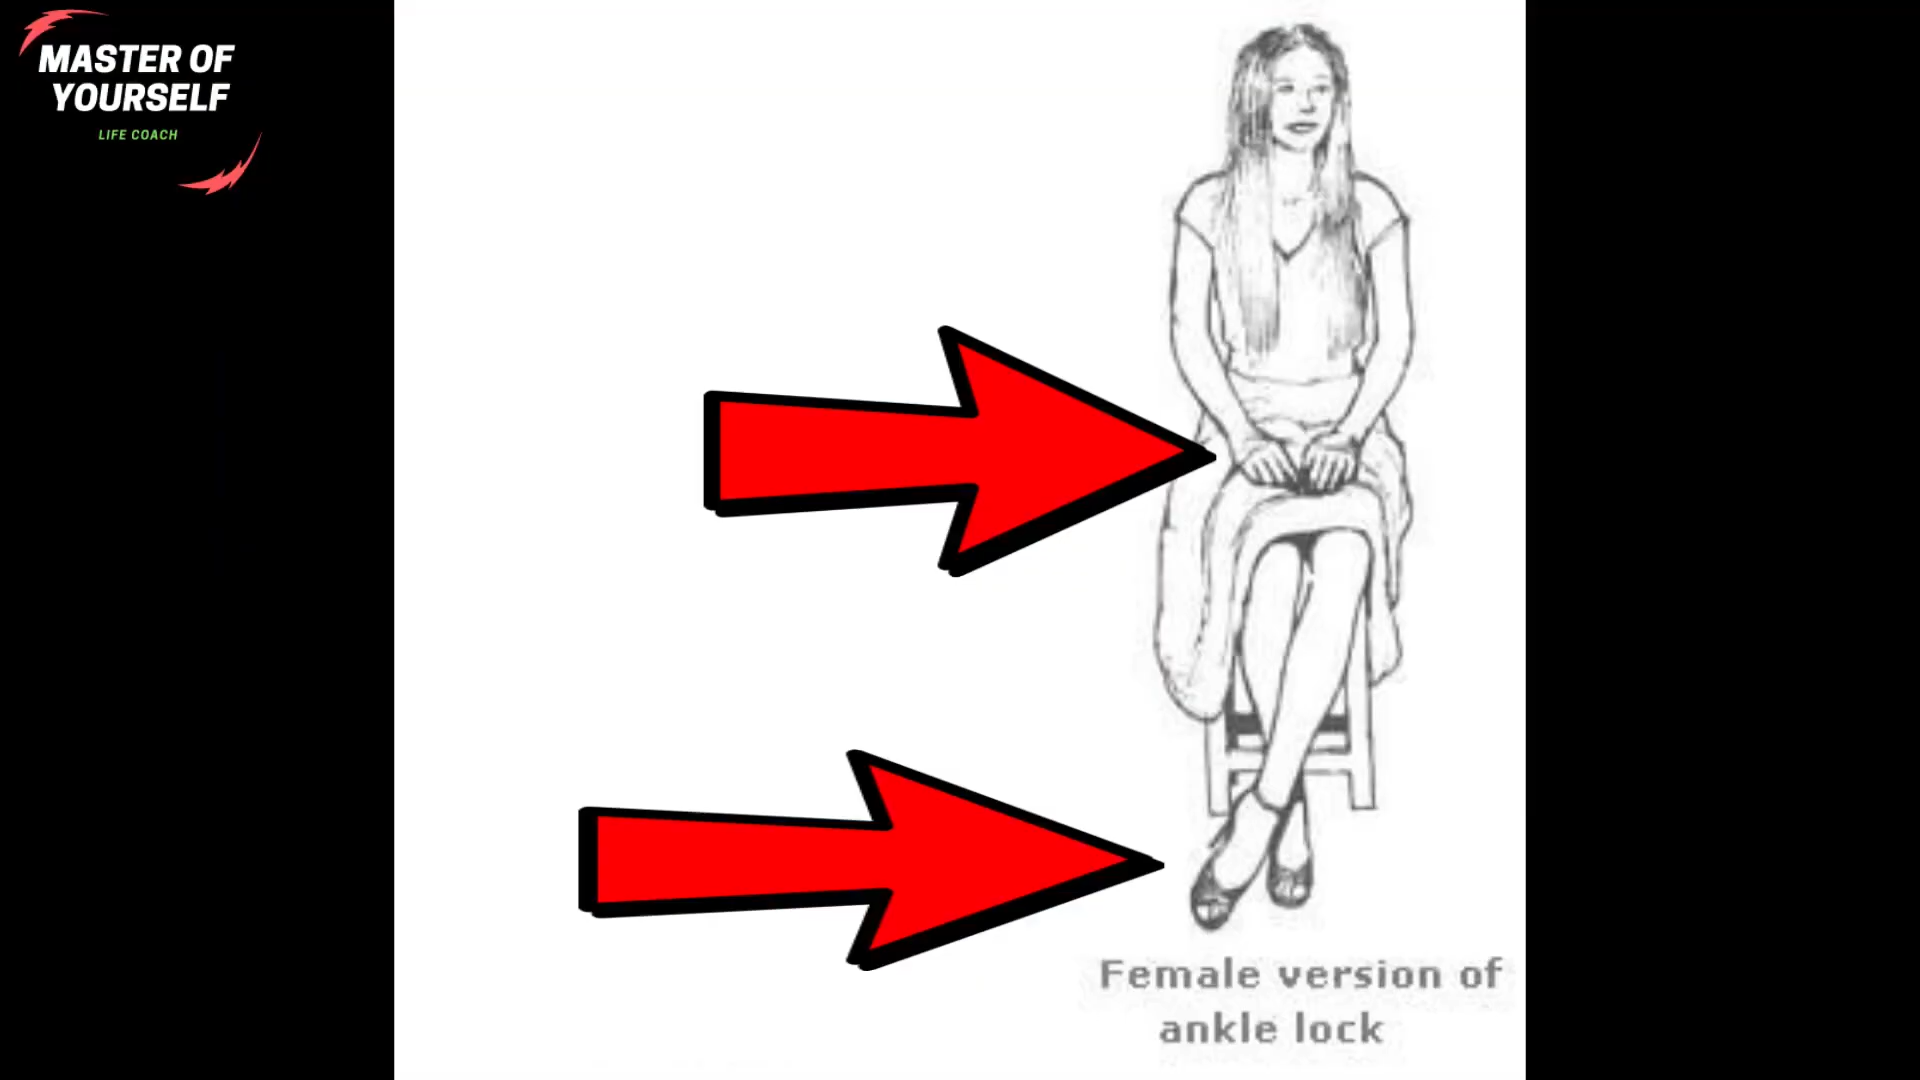 MASTER OF
YOURSELF
LIFE COACH
Female version of
ankle lock